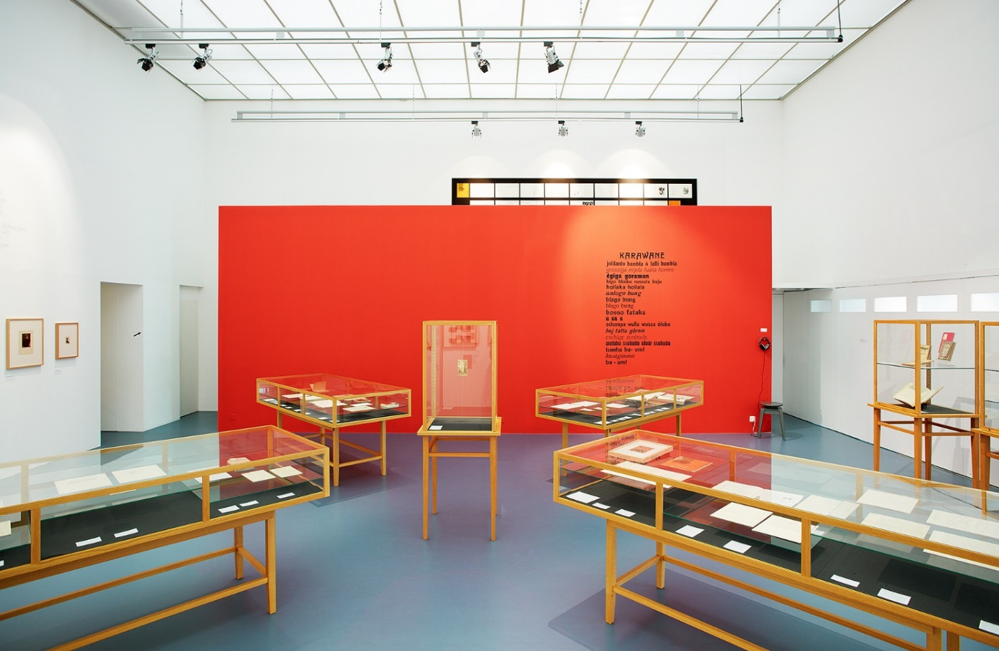 KARAWANE
jolifanto bambla ô falli bambla
grossiga m'pfa habla horem
égiga goramen
higo bloiko russula huju
hollaka hollala
anlogo bung
blago bung
blago bung
bosso fataka
ü üü ü
schampa wulla wussa ólobo
hej tatta gôrem
eschige zunbada
wulubu ssubudu uluw ssubudu
tumba ba- umf
kusagauma
ba - umf